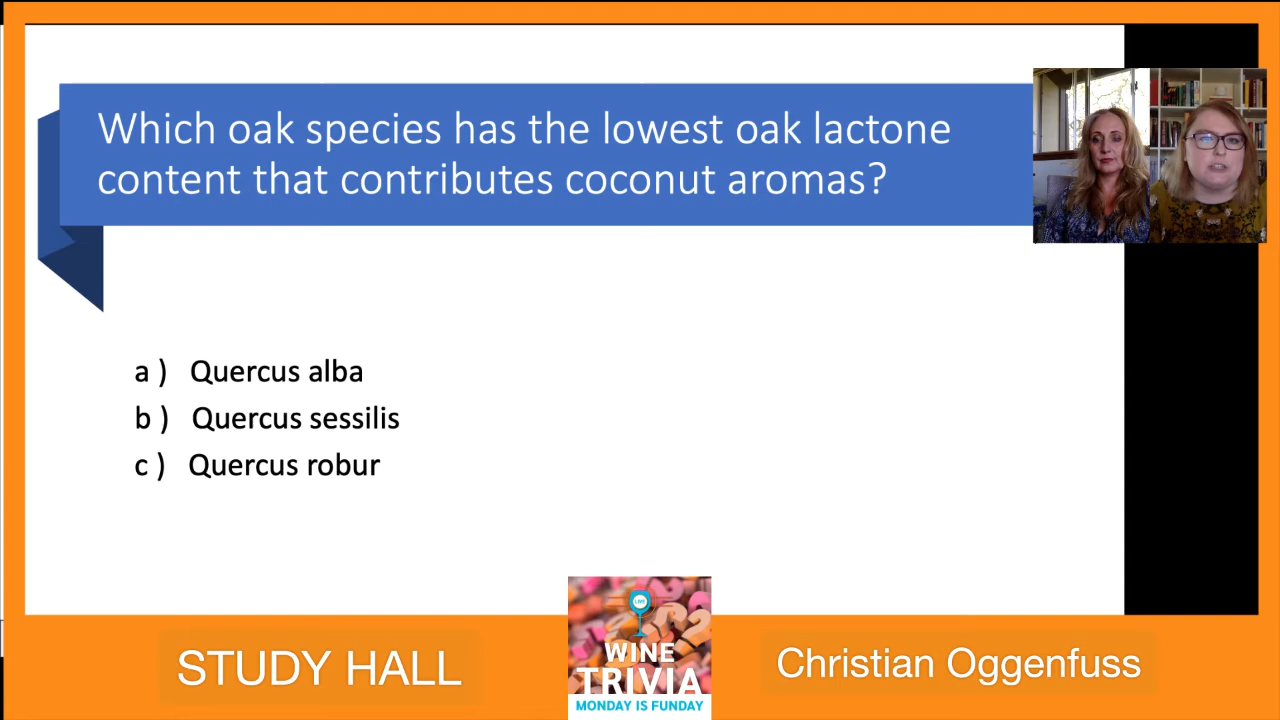 Which oak species has the lowest oak lactone
content that contributes coconut aromas?
a ) Quercus alba
b ) Quercus sessilis
c ) Quercus robur
LIVE
WINE
TRIVIA
MONDAY IS FUNDAY
STUDY HALL
Christian Oggenfuss